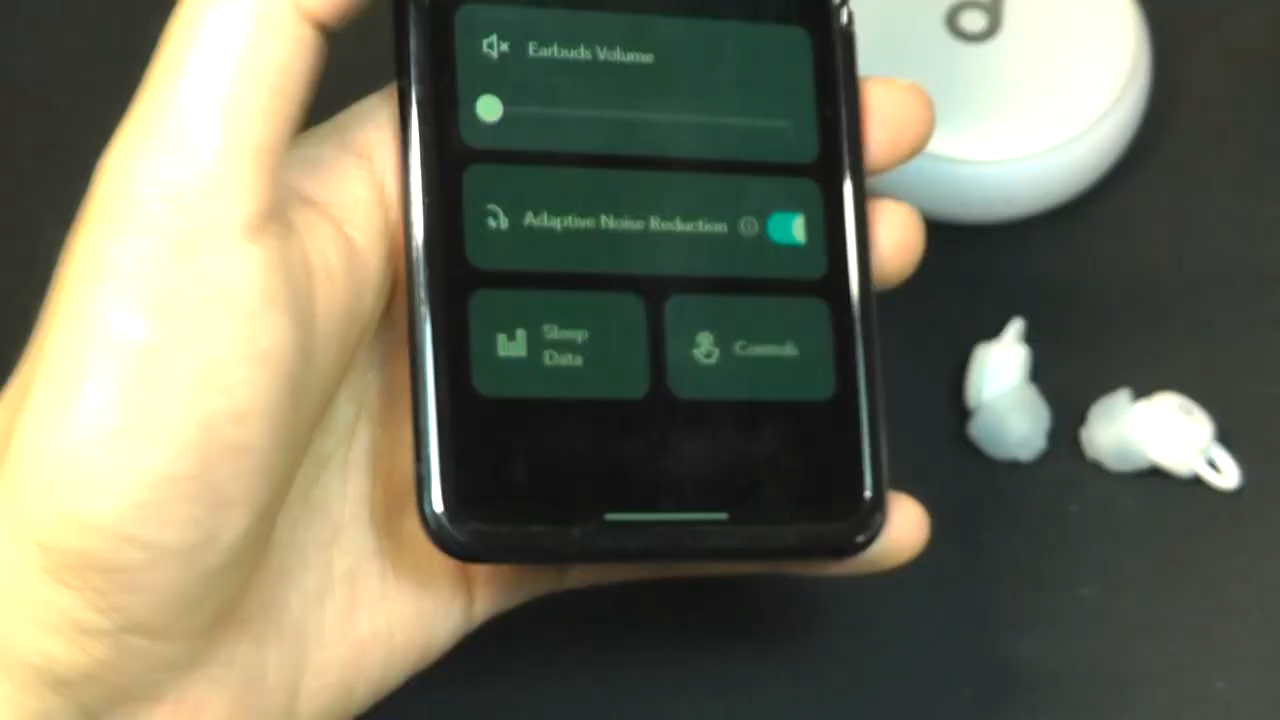 Earbuds Volume
Adaptive Noise Reduction
Sleep
Data
Controls